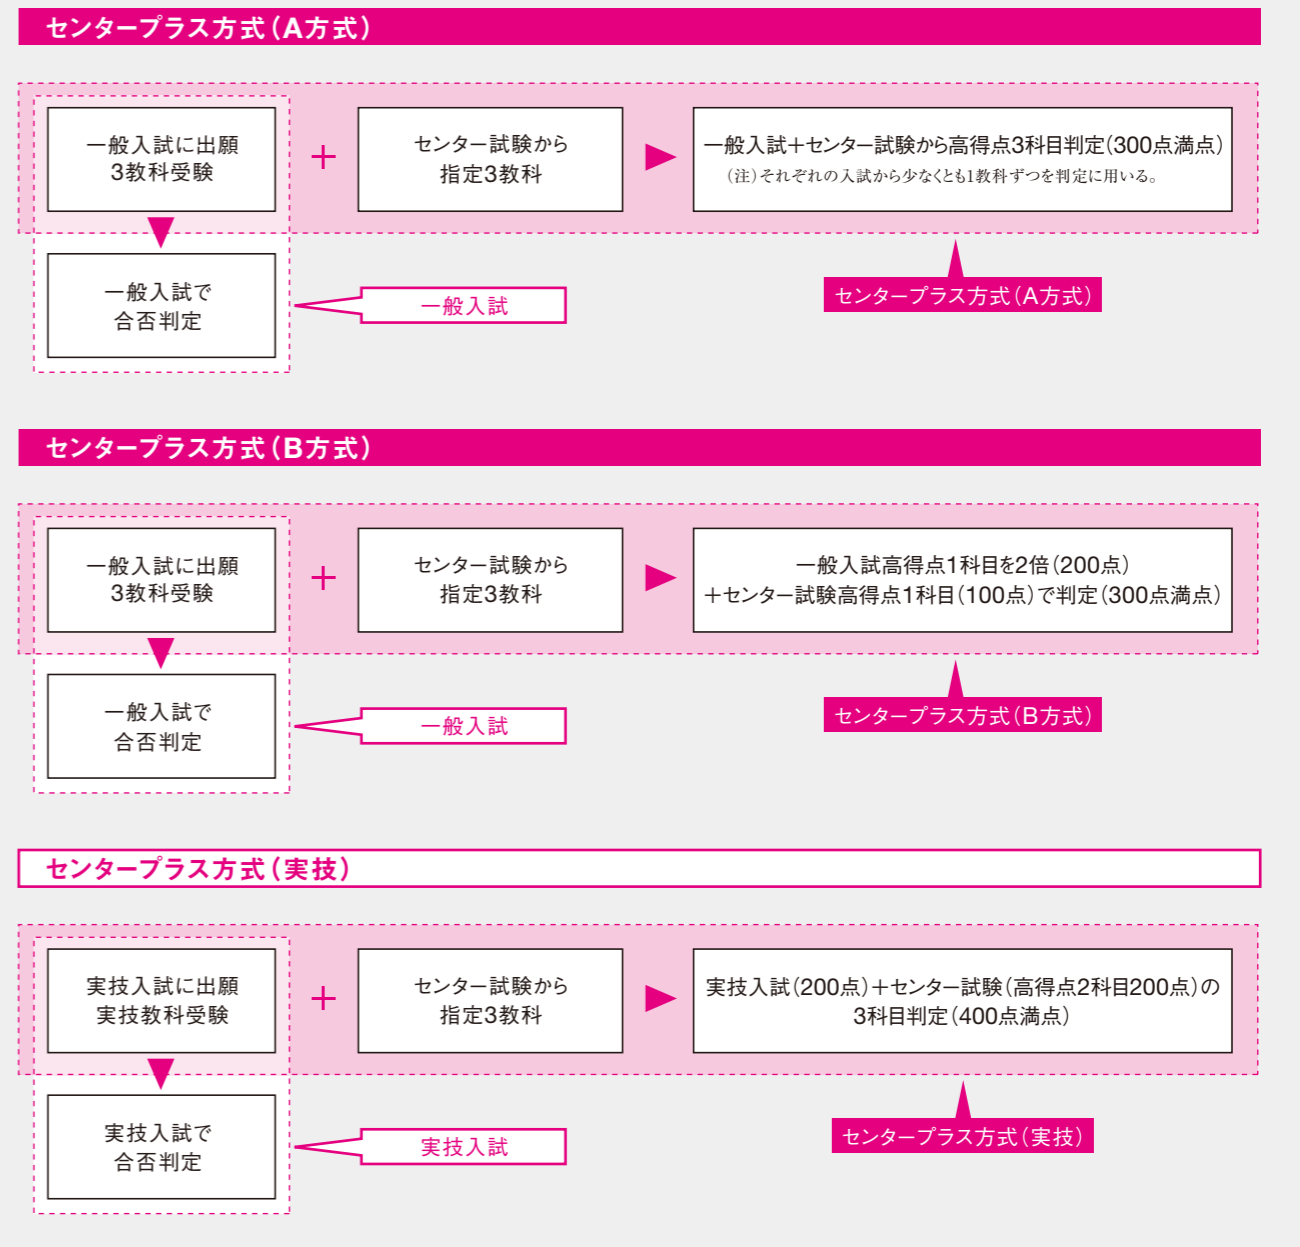 センタープラス方式（A方式）
一般入試に出願
3教科受験
＋
センター試験から
指定3教科
一般入試＋センター試験から高得点3科目判定（300点満点）
（注）それぞれの入試から少なくとも1教科ずつを判定に用いる。
一般入試で
合否判定
一般入試
センタープラス方式（A方式）
センタープラス方式（B方式）
一般入試に出願
3教科受験
＋
センター試験から
指定3教科
一般入試高得点1科目を2倍（200点）
＋センター試験高得点1科目（100点）で判定（300点満点）
一般入試で
合否判定
一般入試
センタープラス方式（B方式）
センタープラス方式（実技）
実技入試に出願
実技教科受験
＋
センター試験から
指定3教科
実技入試（200点）＋センター試験（高得点2科目200点）の
3科目判定（400点満点）
実技入試で
合否判定
実技入試
センタープラス方式（実技）